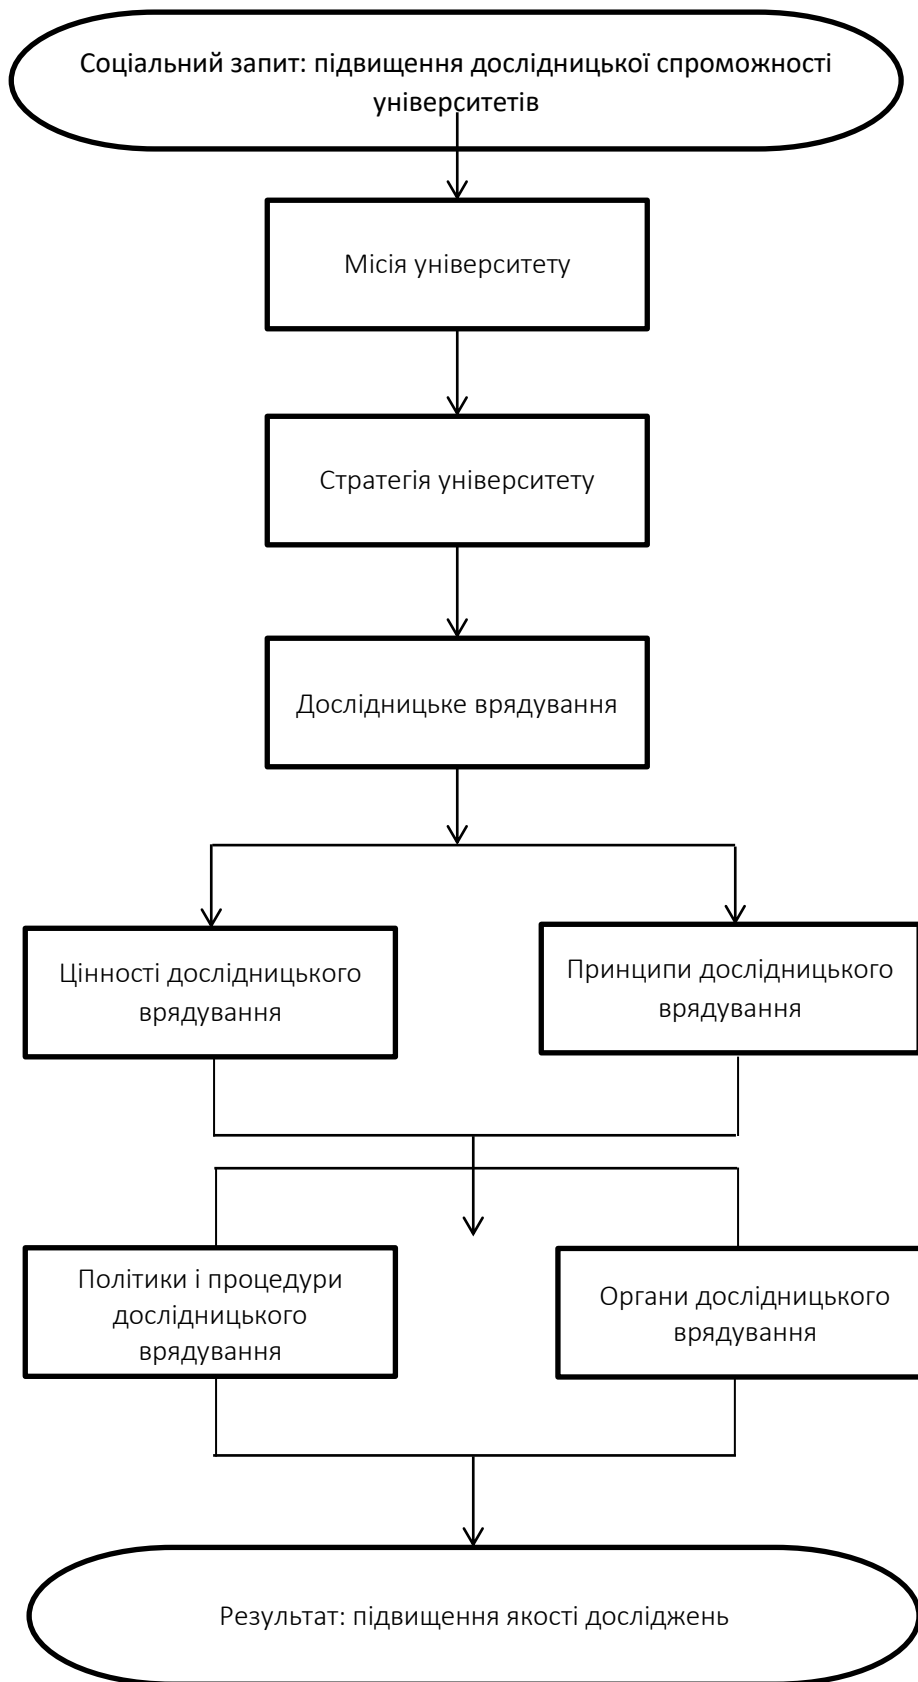 Соціальний запит: підвищення дослідницької спроможності
університетів
Місія університету
Стратегія університету
Дослідницьке врядування
Цінності дослідницького
врядування
Принципи дослідницького
врядування
Політики і процедури
дослідницького
врядування
Органи дослідницького
врядування
Результат: підвищення якості досліджень